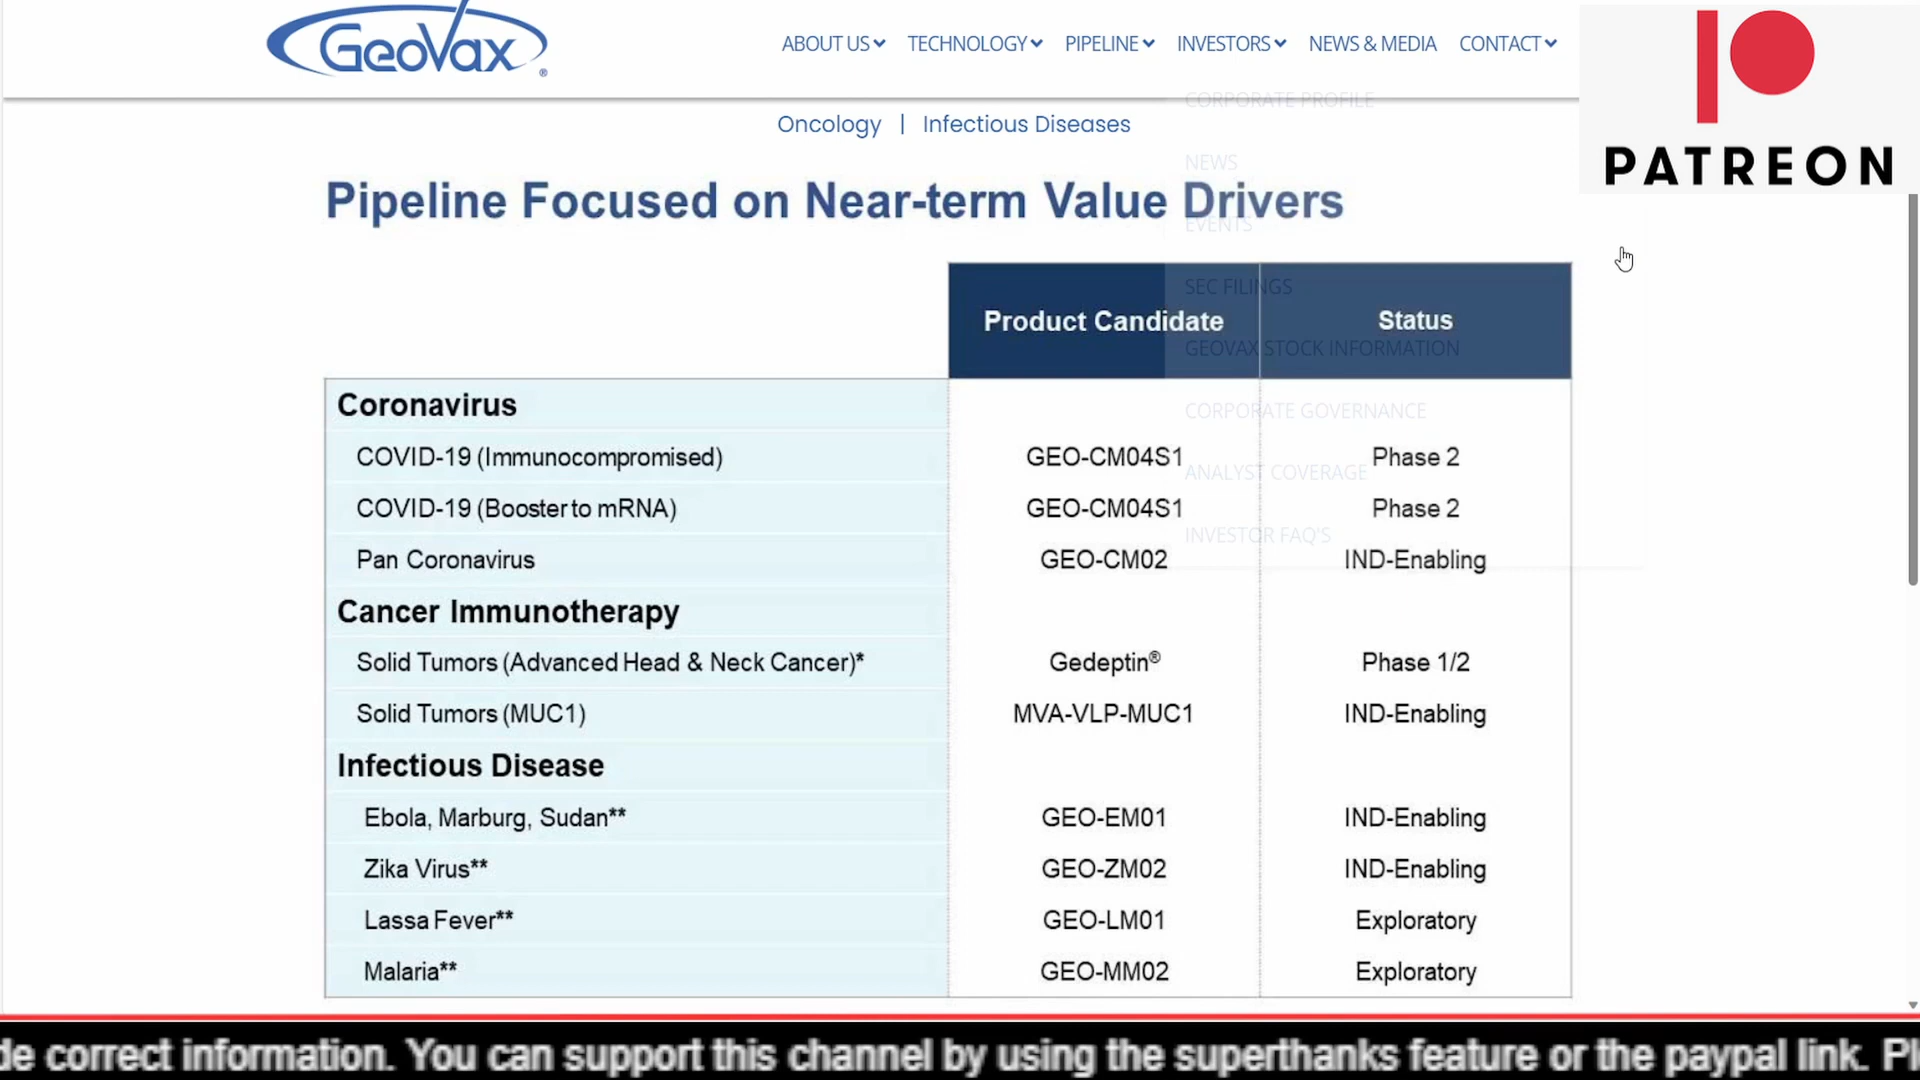 GeoVax®
ABOUT US TECHNOLOGY PIPELINE INVESTORS NEWS & MEDIA CONTACT
PATREON
CORPORATE PROFILE
NEWS
EVENTS
SEC FILINGS
GEOVAX STOCK INFORMATION
CORPORATE GOVERNANCE
ANALYST COVERAGE
INVESTOR FAQ'S
Oncology | Infectious Diseases
Pipeline Focused on Near-term Value Drivers
Product Candidate Status
Coronavirus
COVID-19 (Immunocompromised) GEO-CM04S1 Phase 2
COVID-19 (Booster to mRNA) GEO-CM04S1 Phase 2
Pan Coronavirus GEO-CM02 IND-Enabling
Cancer Immunotherapy
Solid Tumors (Advanced Head & Neck Cancer)* Gedeptin® Phase 1/2
Solid Tumors (MUC1) MVA-VLP-MUC1 IND-Enabling
Infectious Disease
Ebola, Marburg, Sudan** GEO-EM01 IND-Enabling
Zika Virus** GEO-ZM02 IND-Enabling
Lassa Fever** GEO-LM01 Exploratory
Malaria** GEO-MM02 Exploratory
de correct information. You can support this channel by using the superthanks feature or the paypal link. Pl